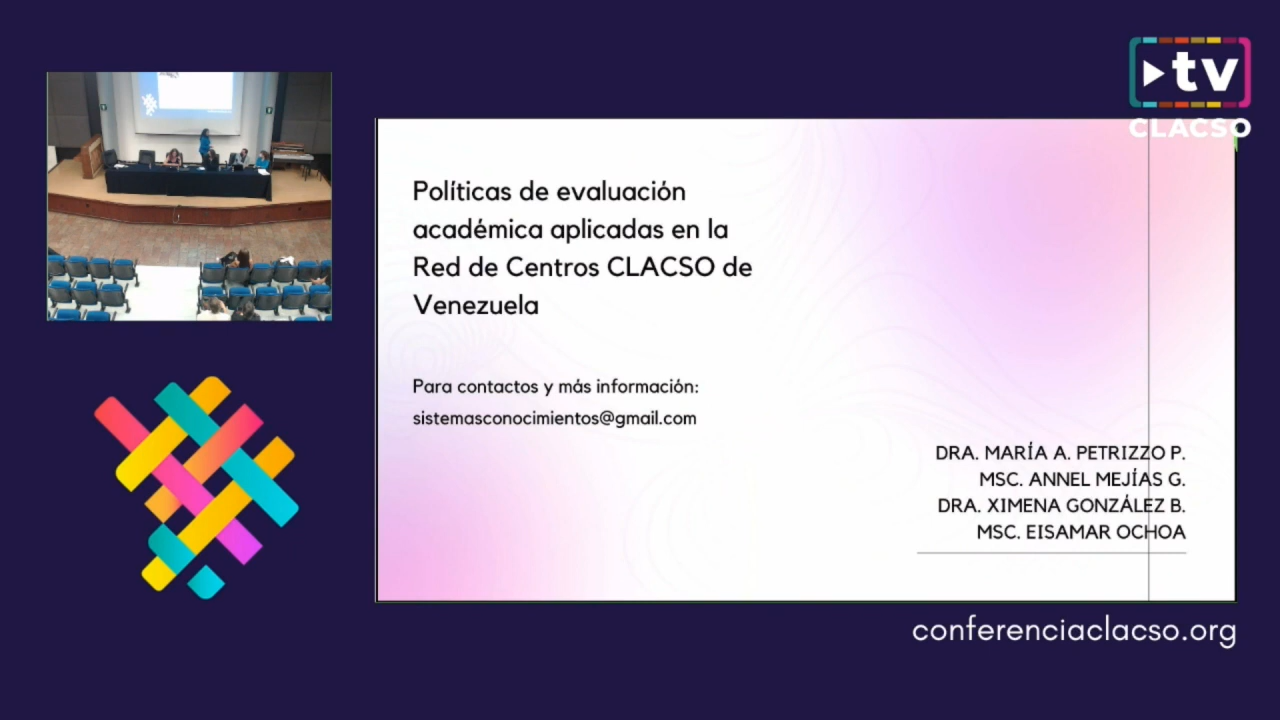 tv
CLACSO
Políticas de evaluación
académica aplicadas en la
Red de Centros CLACSO de
Venezuela
Para contactos y más información:
sistemasconocimientos@gmail.com
DRA. MARÍA A. PETRIZZO P.
MSC. ANNEL MEJÍAS G.
DRA. XIMENA GONZÁLEZ B.
MSC. EISAMAR OCHOA
conferenciaclacso.org